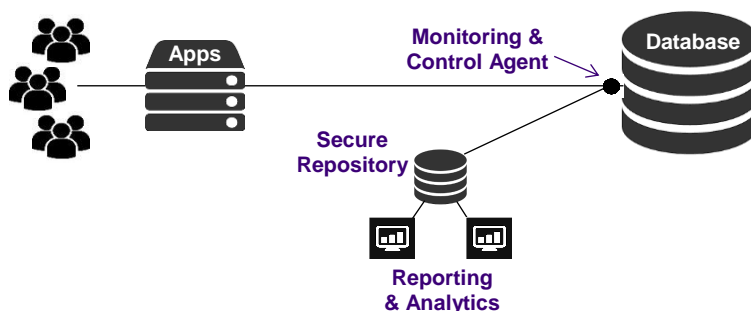 Apps
Monitoring &
Control Agent
Database
Secure
Repository
Reporting
& Analytics